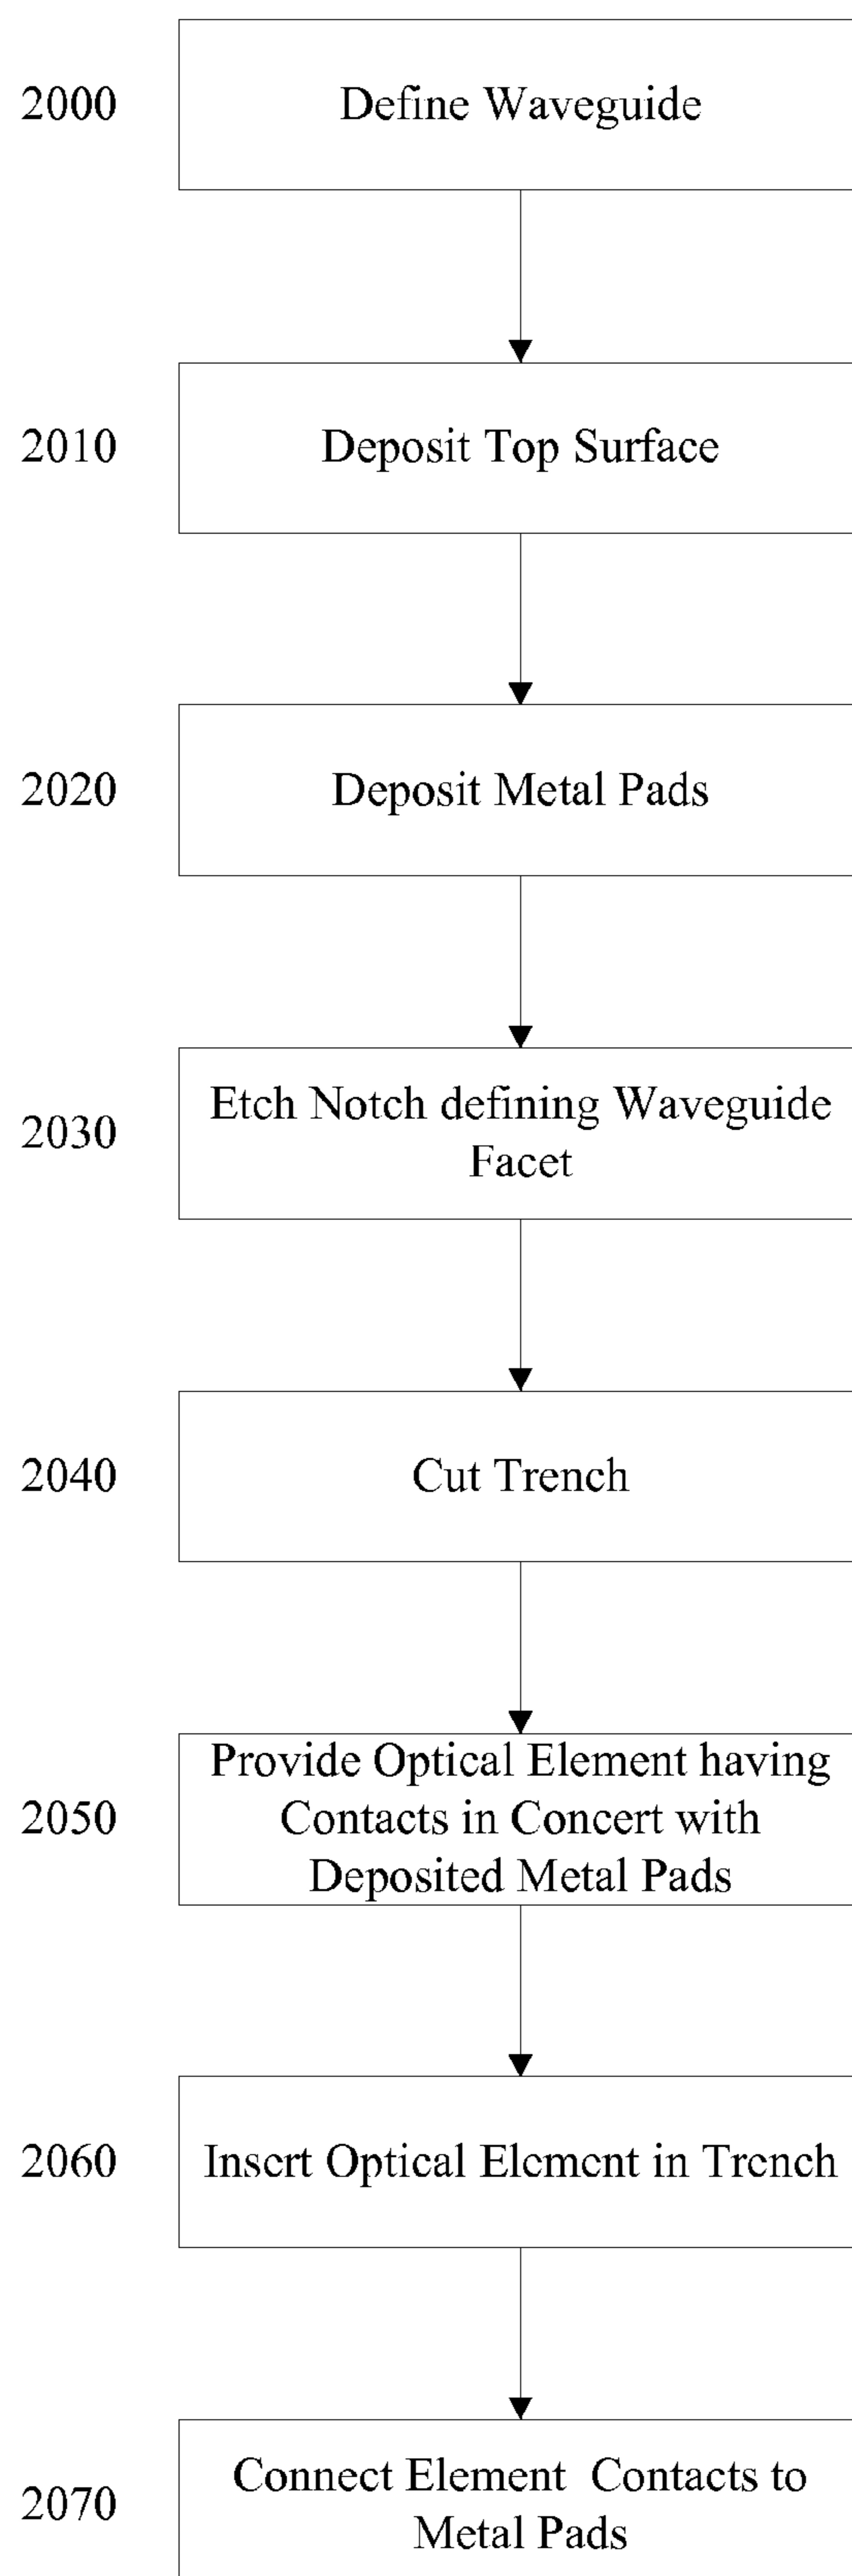 2000
Define Waveguide
2010
Deposit Top Surface
2020
Deposit Metal Pads
2030
Etch Notch defining Waveguide
Facet
2040
Cut Trench
2050
Provide Optical Element having
Contacts in Concert with
Deposited Metal Pads
2060
Insert Optical Element in Trench
2070
Connect Element Contacts to
Metal Pads